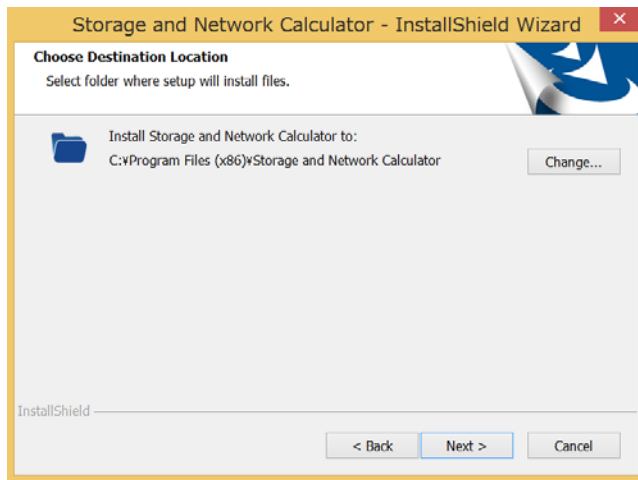 Storage and Network Calculator - InstallShield Wizard
Choose Destination Location
Select folder where setup will install files.
Install Storage and Network Calculator to:
C:¥Program Files (x86)¥Storage and Network Calculator
Change...
InstallShield
< Back
Next >
Cancel